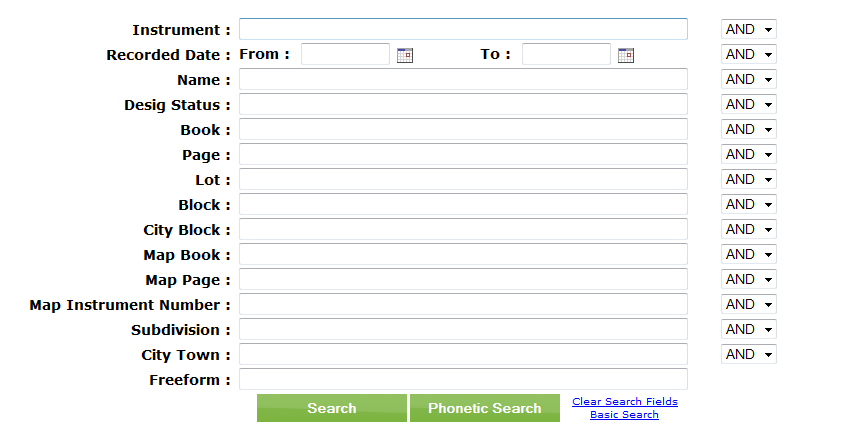 Instrument : AND
Recorded Date : From : To : AND
Name : AND
Desig Status : AND
Book : AND
Page : AND
Lot : AND
Block : AND
City Block : AND
Map Book : AND
Map Page : AND
Map Instrument Number : AND
Subdivision : AND
City Town : AND
Freeform :
Search Phonetic Search Clear Search Fields
Basic Search